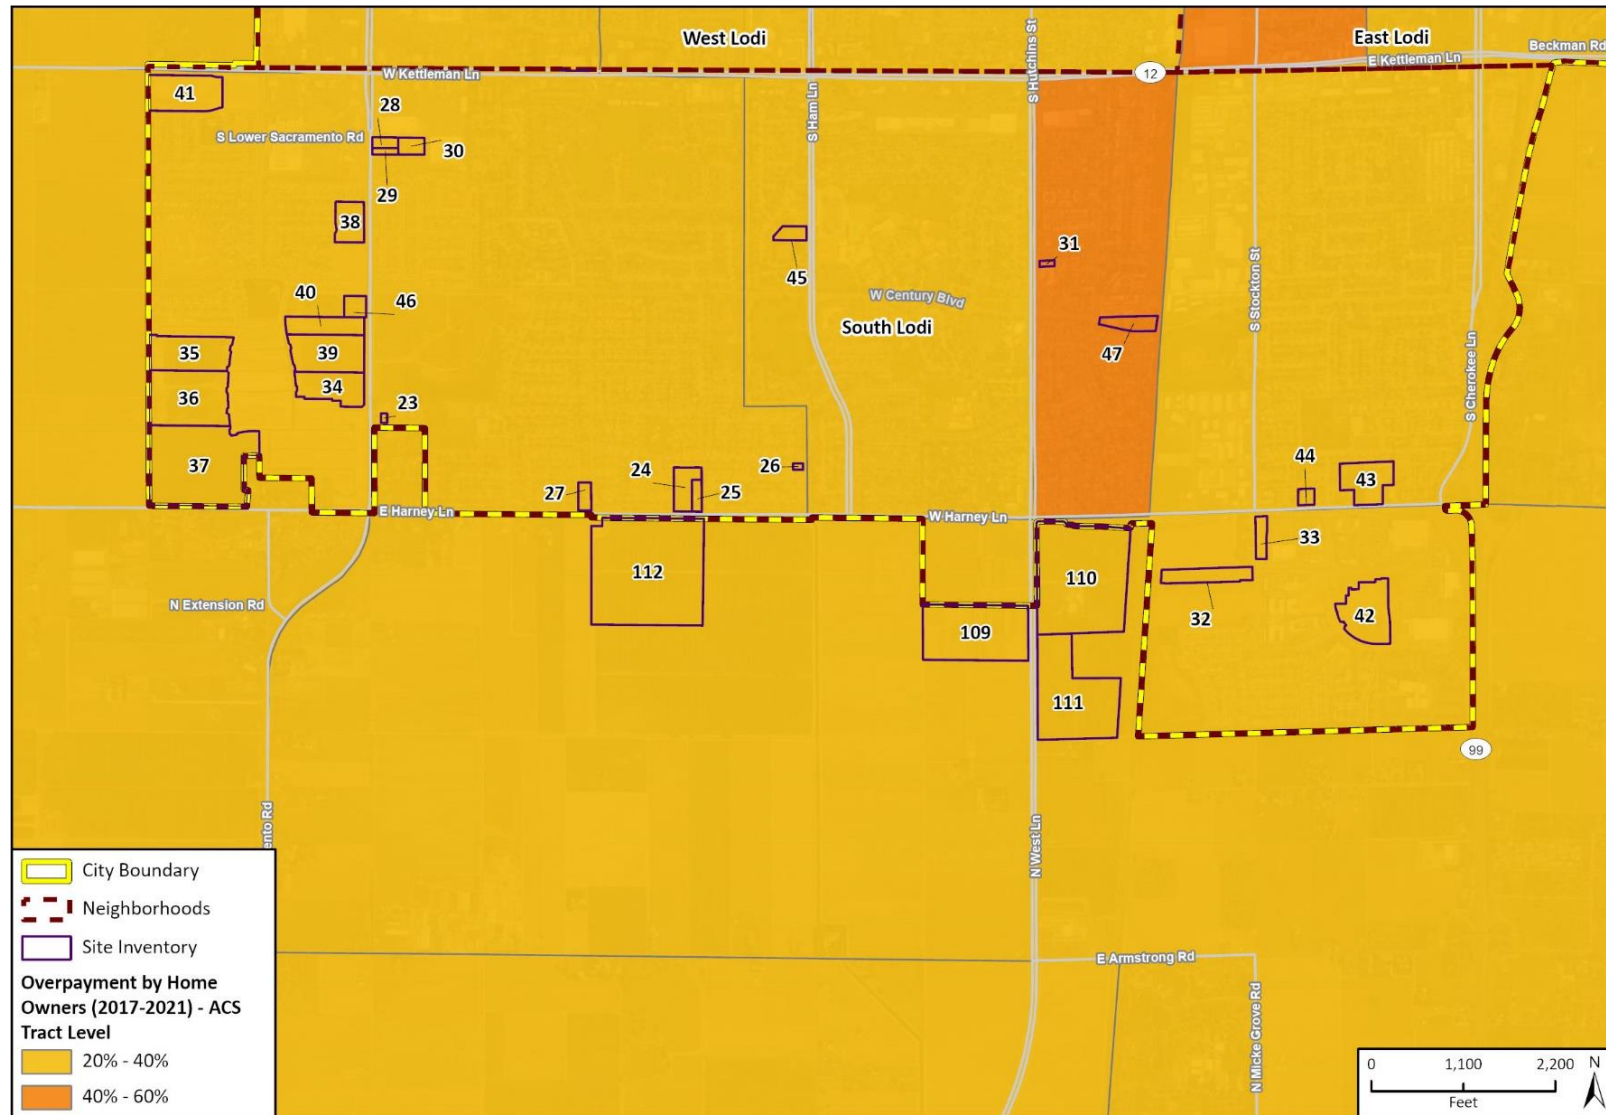 West Lodi
East Lodi
Beckman Rd
W Kettleman Ln
12
E Kettleman Ln
S Hutchins St
41
28
S Ham Ln
S Lower Sacramento Rd
30
29
38
31
45
S Stockton St
40
46
W Century Blvd
South Lodi
35
39
47
S Cherokee Ln
36
34
23
44
43
37
24
26
27
25
E Harney Ln
W Harney Ln
33
112
110
N Extension Rd
32
42
109
111
99
ento Rd
N West Ln
E Armstrong Rd
N Micke Grove Rd
City Boundary
Neighborhoods
Site Inventory
Overpayment by Home
Owners (2017-2021) - ACS
Tract Level
20% - 40%
40% - 60%
0 1,100 2,200
Feet
N